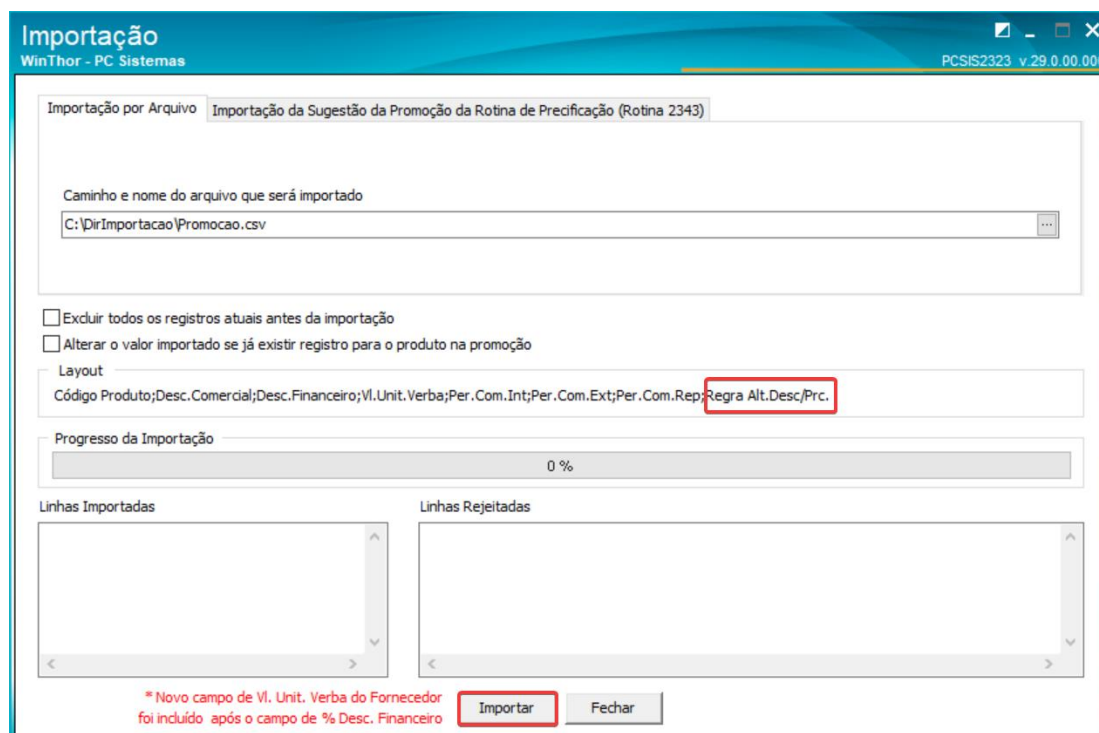 Importação
WinThor - PC Sistemas
PCSIS2323 v.29.0.00.00
Importação por Arquivo
Importação da Sugestão da Promoção da Rotina de Precificação (Rotina 2343)
Caminho e nome do arquivo que será importado
C:\DirImportacao\Promocao.csv
...
Excluir todos os registros atuais antes da importação
Alterar o valor importado se já existir registro para o produto na promoção
Layout
Código Produto;Desc.Comercial;Desc.Financeiro;Vl.Unit.Verba;Per.Com.Int;Per.Com.Ext;Per.Com.Rep;Regra Alt.Desc/Prc.
Progresso da Importação
0 %
Linhas Importadas
Linhas Rejeitadas
* Novo campo de Vl. Unit. Verba do Fornecedor
foi incluído após o campo de % Desc. Financeiro
Importar
Fechar